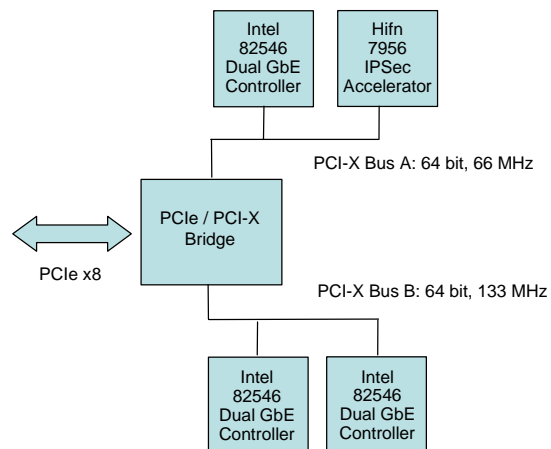 Intel
82546
Dual GbE
Controller
Hifn
7956
IPSec
Accelerator
PCI-X Bus A: 64 bit, 66 MHz
PCIe / PCI-X
Bridge
PCIe x8
PCI-X Bus B: 64 bit, 133 MHz
Intel
82546
Dual GbE
Controller
Intel
82546
Dual GbE
Controller